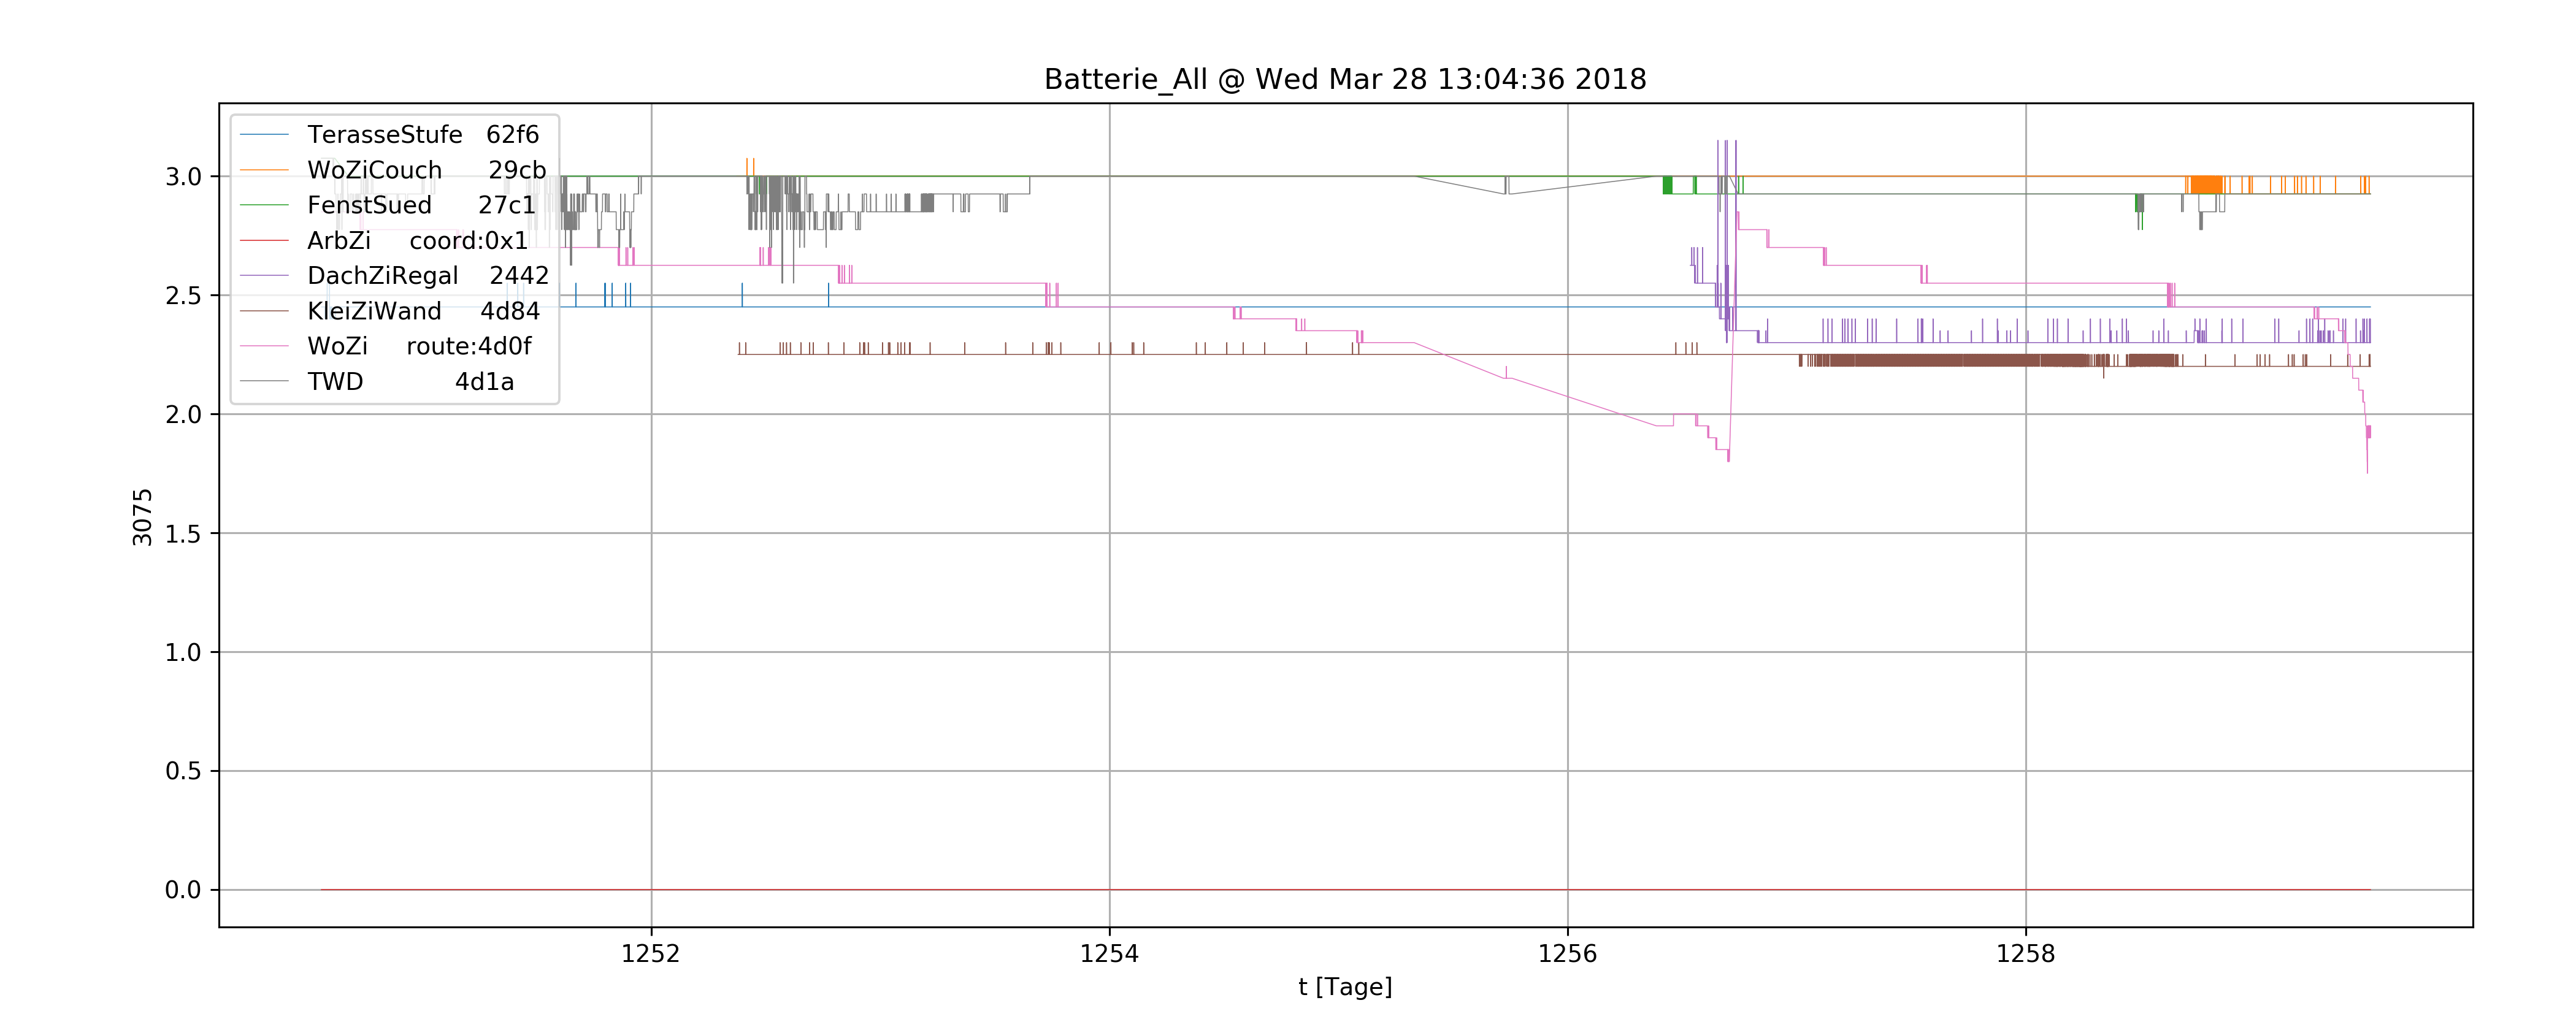 Batterie_All @ Wed Mar 28 13:04:36 2018
TerasseStufe 62f6
WoZiCouch 29cb
FenstSued 27c1
ArbZi coord:0x1
DachZiRegal 2442
KleiZiWand 4d84
WoZi route:4d0f
TWD 4d1a
3.0
2.5
2.0
1.5
1.0
0.5
0.0
3075
1252 1254 1256 1258
t [Tage]